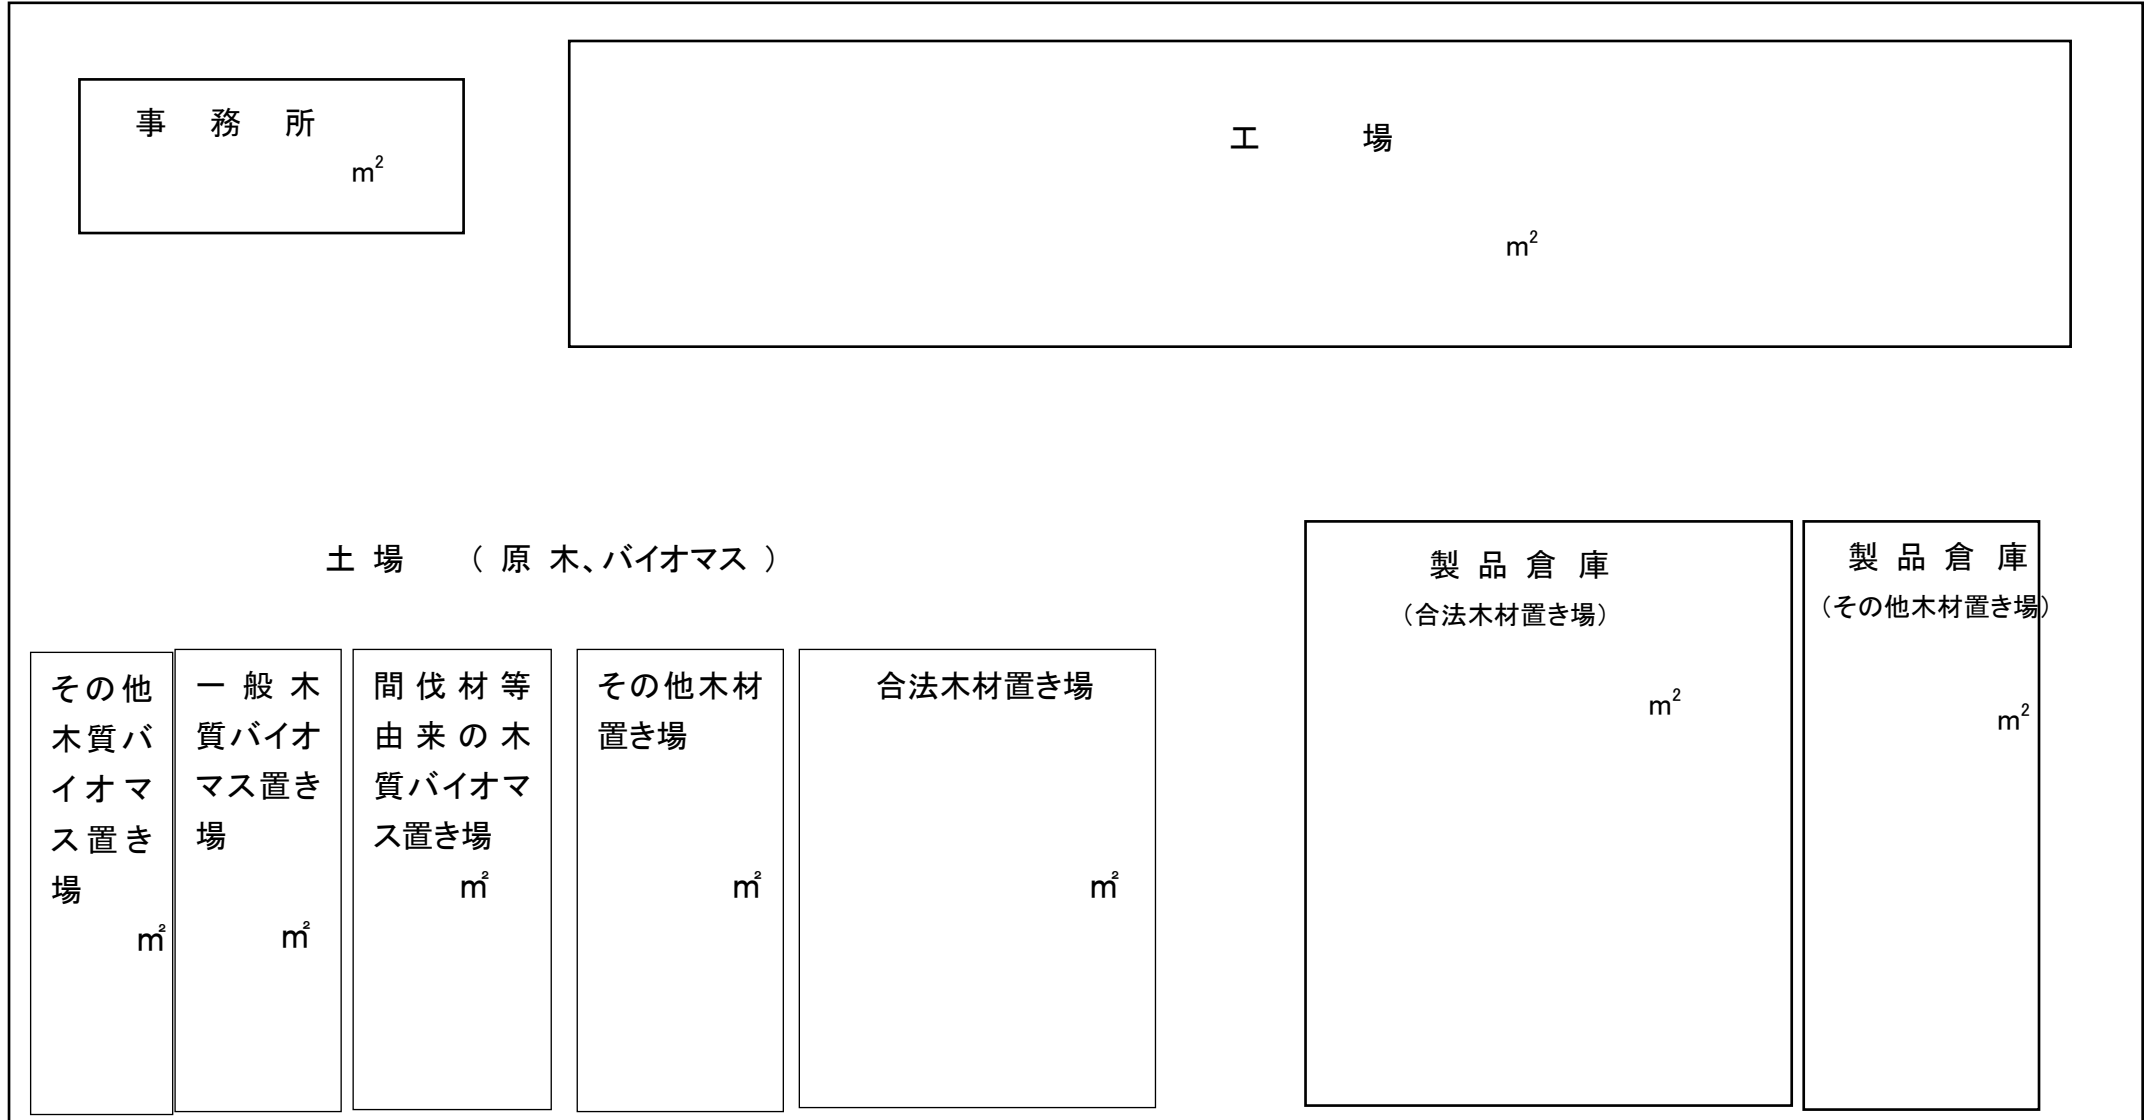 事 務 所
m²
工 場
m²
土 場 （ 原 木、バイオマス ）
その他
木質バ
イオマ
ス置き
場
㎡
一 般 木
質バイオ
マス置き
場
㎡
間 伐 材 等
由 来 の 木
質バイオマ
ス置き場
㎡
その他木材
置き場
㎡
合法木材置き場
㎡
製 品 倉 庫
（合法木材置き場）
m²
製 品 倉 庫
（その他木材置き場）
m²